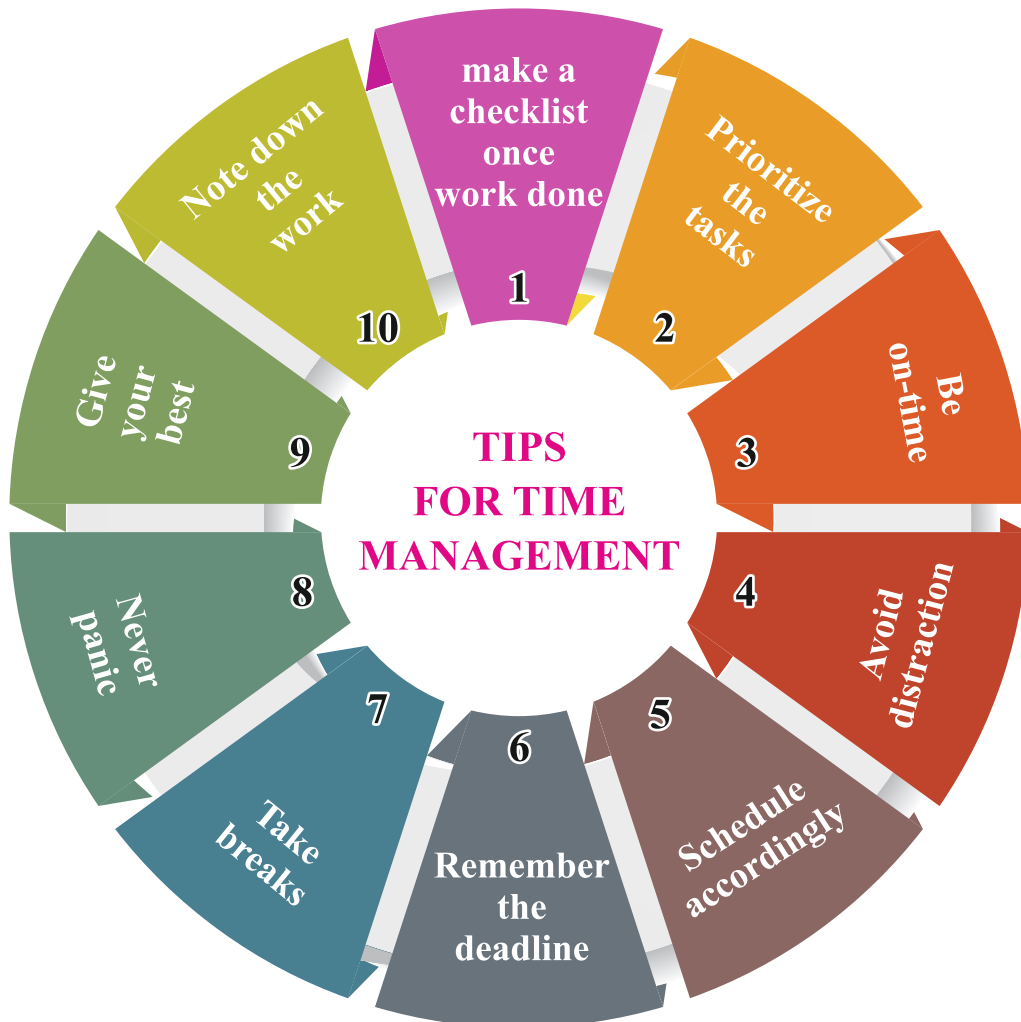 TIPS
FOR TIME
MANAGEMENT
make a
checklist
once
work done
1
Prioritize
the
tasks
2
Be
on-time
3
Avoid
distraction
4
Schedule
accordingly
5
Remember
the
deadline
6
Take
breaks
7
Never
panic
8
Give
your
best
9
Note down
the
work
10